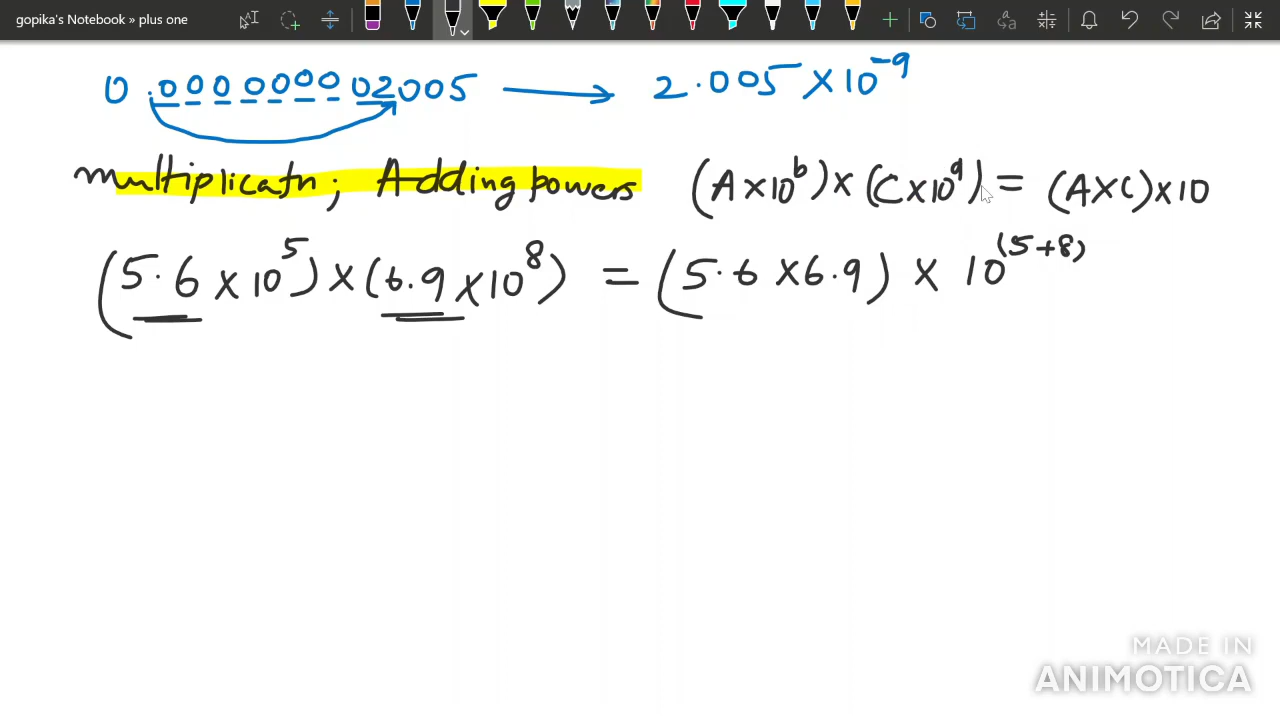 gopika's Notebook » plus one
0.000000002005 → 2.005 × 10⁻⁹
multiplicatn; Adding powers (A×10ᵇ)×(C×10ᵈ) = (A×C)×10
(5.6 × 10⁵) × (6.9 × 10⁸) = (5.6 × 6.9) × 10⁽⁵⁺⁸⁾
MADE IN
ANIMOTICA